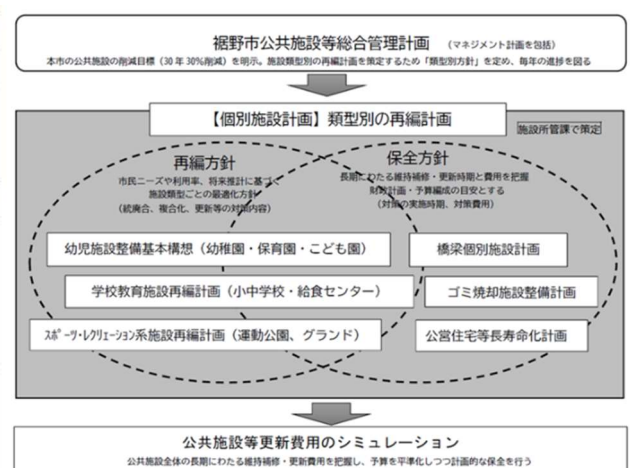 裾野市公共施設等総合管理計画 (マネジメント計画を包括)
本市の公共施設の削減目標(30年30%削減)を明示。施設類型別の再編計画を策定するため「類型別方針」を定め、毎年の進捗を図る
【個別施設計画】類型別の再編計画
施設所管課で策定
再編方針
市民ニーズや利用率、将来推計に基づく
施設類型ごとの最適化方針
(統廃合、複合化、更新等の対策内容)
保全方針
長期にわたる維持補修・更新時期と費用を把握
財政計画・予算編成の目安とする
(対策の実施時期、対策費用)
幼児施設整備基本構想(幼稚園・保育園・こども園)
橋梁個別施設計画
学校教育施設再編計画(小中学校・給食センター)
ゴミ焼却施設整備計画
スポーツ・レクリエーション系施設再編計画(運動公園、グランド)
公営住宅等長寿命化計画
公共施設等更新費用のシミュレーション
公共施設全体の長期にわたる維持補修・更新費用を把握し、予算を平準化しつつ計画的な保全を行う